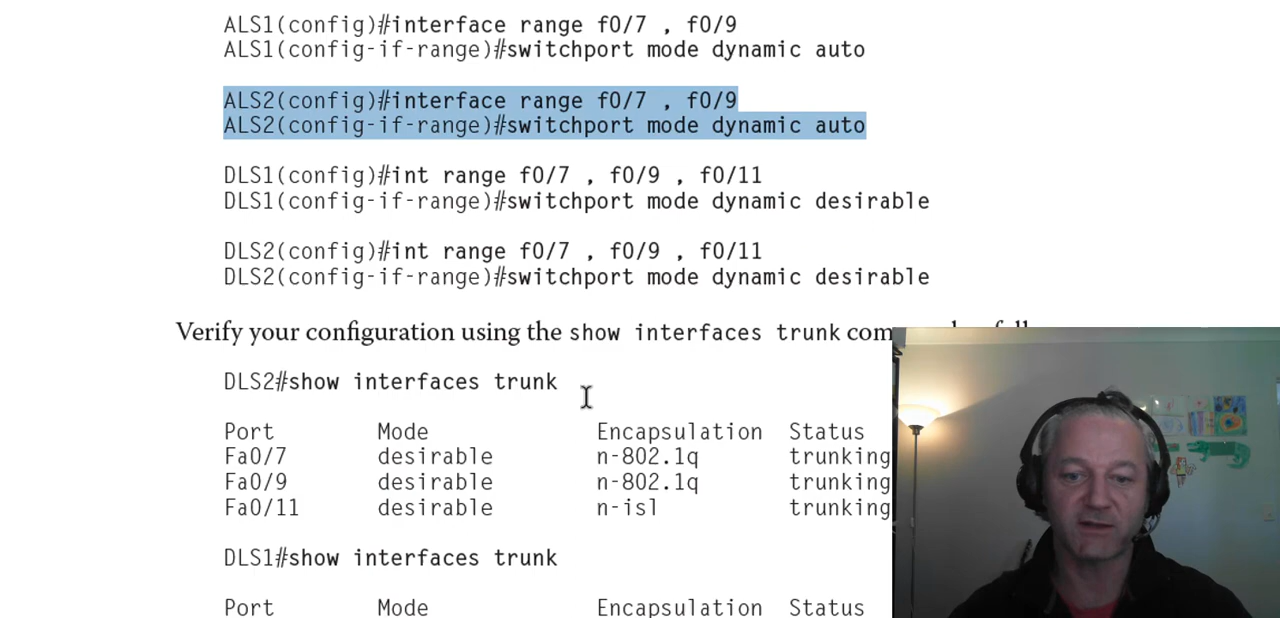 ALS1(config)#interface range f0/7 , f0/9
ALS1(config-if-range)#switchport mode dynamic auto
ALS2(config)#interface range f0/7 , f0/9
ALS2(config-if-range)#switchport mode dynamic auto
DLS1(config)#int range f0/7 , f0/9 , f0/11
DLS1(config-if-range)#switchport mode dynamic desirable
DLS2(config)#int range f0/7 , f0/9 , f0/11
DLS2(config-if-range)#switchport mode dynamic desirable
Verify your configuration using the show interfaces trunk
DLS2#show interfaces trunk
Port Mode Encapsulation Status
Fa0/7 desirable n-802.1q trunking
Fa0/9 desirable n-802.1q trunking
Fa0/11 desirable n-isl trunking
DLS1#show interfaces trunk
Port Mode Encapsulation Status